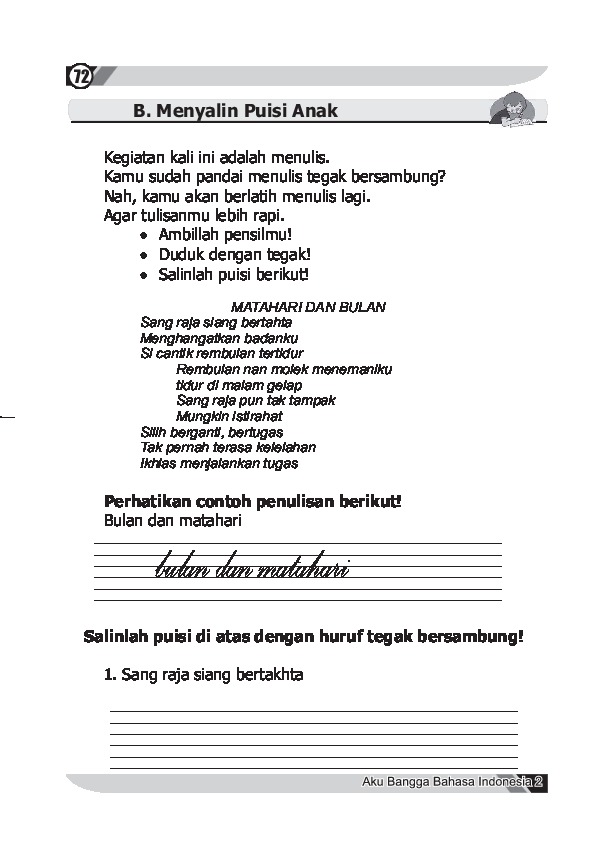 72
B. Menyalin Puisi Anak
Kegiatan kali ini adalah menulis.
Kamu sudah pandai menulis tegak bersambung?
Nah, kamu akan berlatih menulis lagi.
Agar tulisanmu lebih rapi.
• Ambillah pensilmu!
• Duduk dengan tegak!
• Salinlah puisi berikut!
MATAHARI DAN BULAN
Sang raja siang bertahta
Menghangatkan badanku
Si cantik rembulan tertidur
Rembulan nan molek menemaniku
tidur di malam gelap
Sang raja pun tak tampak
Mungkin istirahat
Silih berganti, bertugas
Tak pernah terasa kelelahan
Ikhlas menjalankan tugas
Perhatikan contoh penulisan berikut!
Bulan dan matahari
bulan dan matahari
Salinlah puisi di atas dengan huruf tegak bersambung!
1. Sang raja siang bertakhta
Aku Bangga Bahasa Indonesia 2